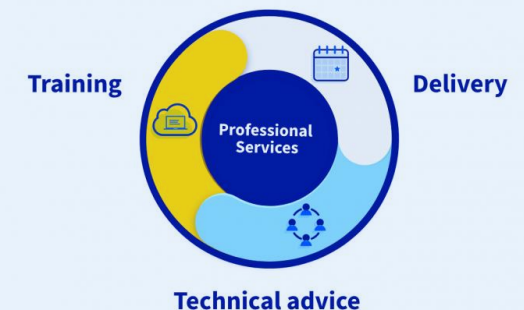 Training
Delivery
Professional
Services
Technical advice